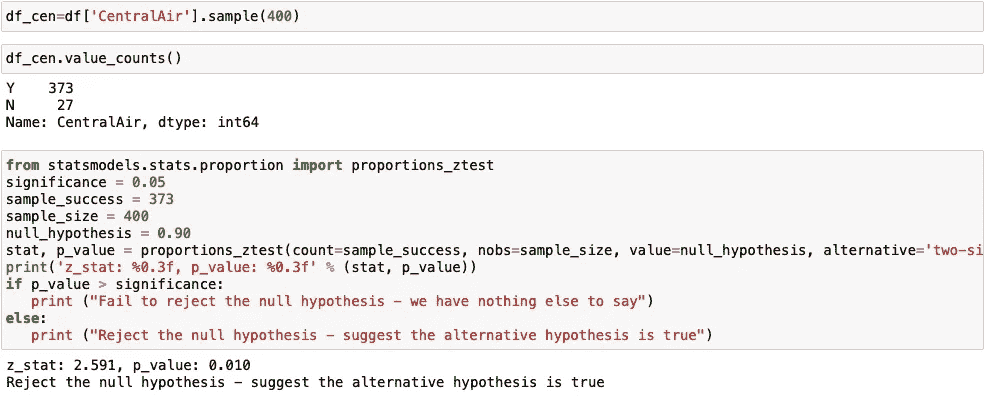 df_cen=df['CentralAir'].sample(400)
df_cen.value_counts()
Y    373
N     27
Name: CentralAir, dtype: int64
from statsmodels.stats.proportion import proportions_ztest
significance = 0.05
sample_success = 373
sample_size = 400
null_hypothesis = 0.90
stat, p_value = proportions_ztest(count=sample_success, nobs=sample_size, value=null_hypothesis, alternative='two-si
print('z_stat: %0.3f, p_value: %0.3f' % (stat, p_value))
if p_value > significance:
   print ("Fail to reject the null hypothesis - we have nothing else to say")
else:
   print ("Reject the null hypothesis - suggest the alternative hypothesis is true")
z_stat: 2.591, p_value: 0.010
Reject the null hypothesis - suggest the alternative hypothesis is true